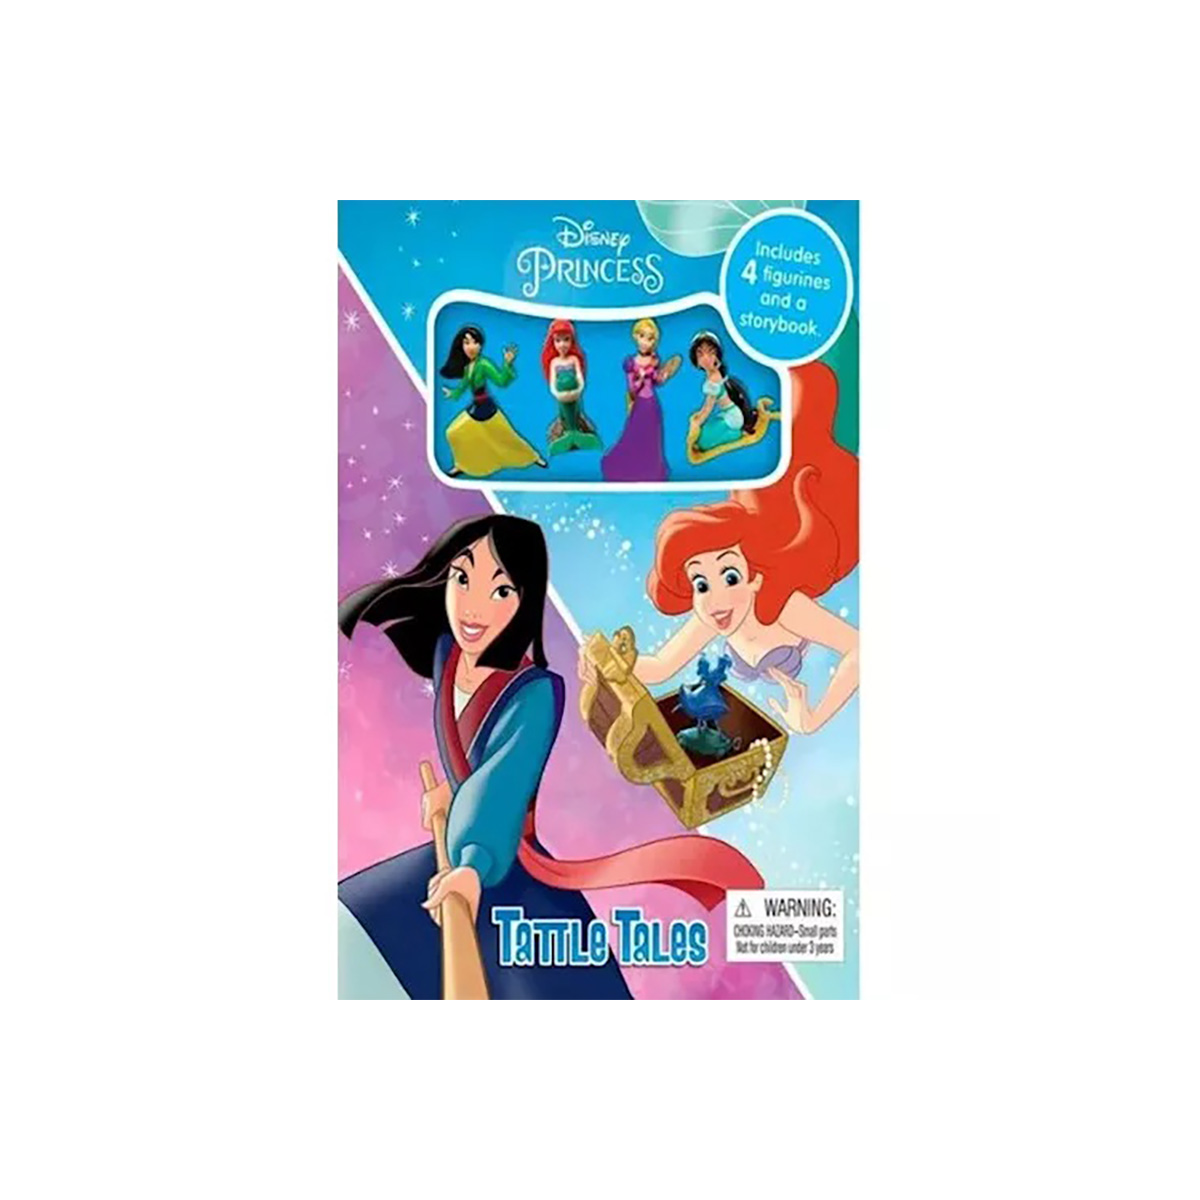 Disney
PRINCESS
Includes
4 figurines
and a
storybook.
TATTLE TALES
WARNING:
CHOKING HAZARD–Small parts
Not for children under 3 years